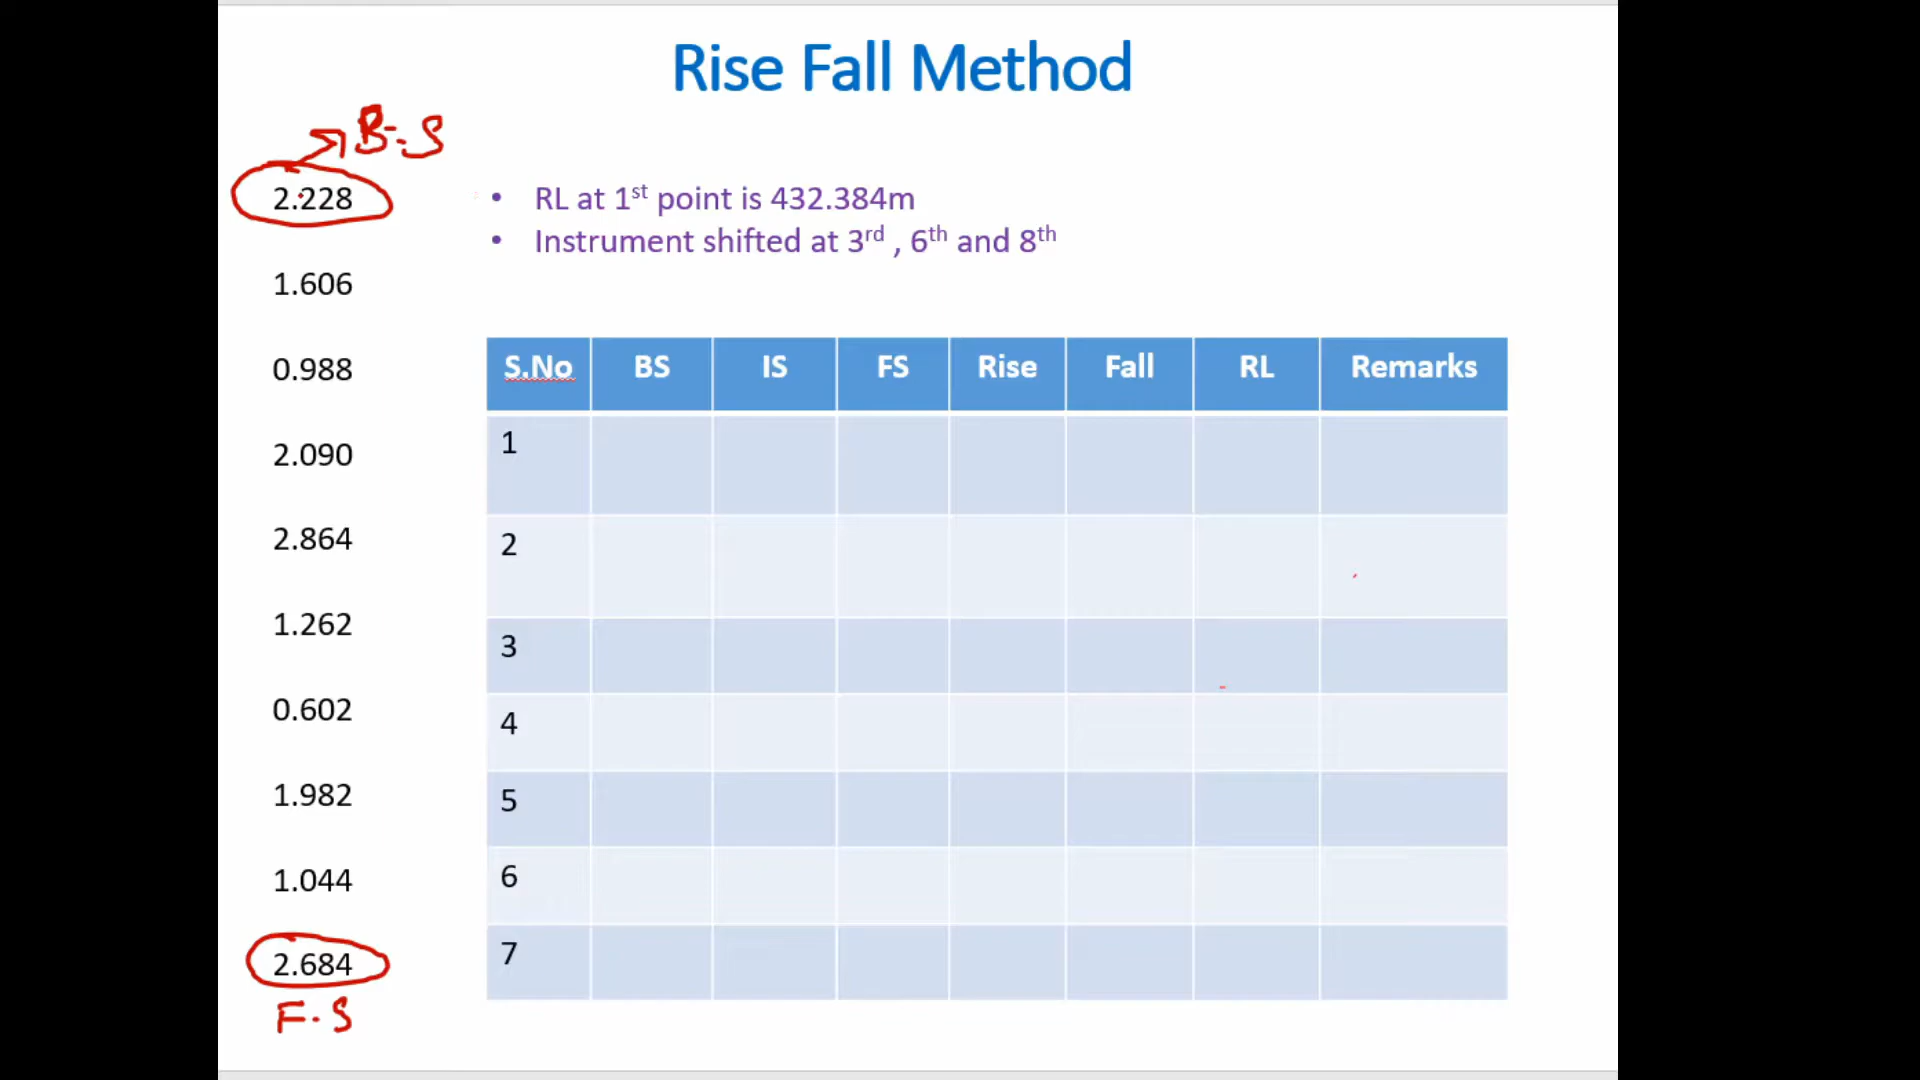 Rise Fall Method
B.S
2.228
1.606
0.988
2.090
2.864
1.262
0.602
1.982
1.044
2.684
F.S
• RL at 1st point is 432.384m
• Instrument shifted at 3rd , 6th and 8th
S.No BS IS FS Rise Fall RL Remarks
1
2
3
4
5
6
7